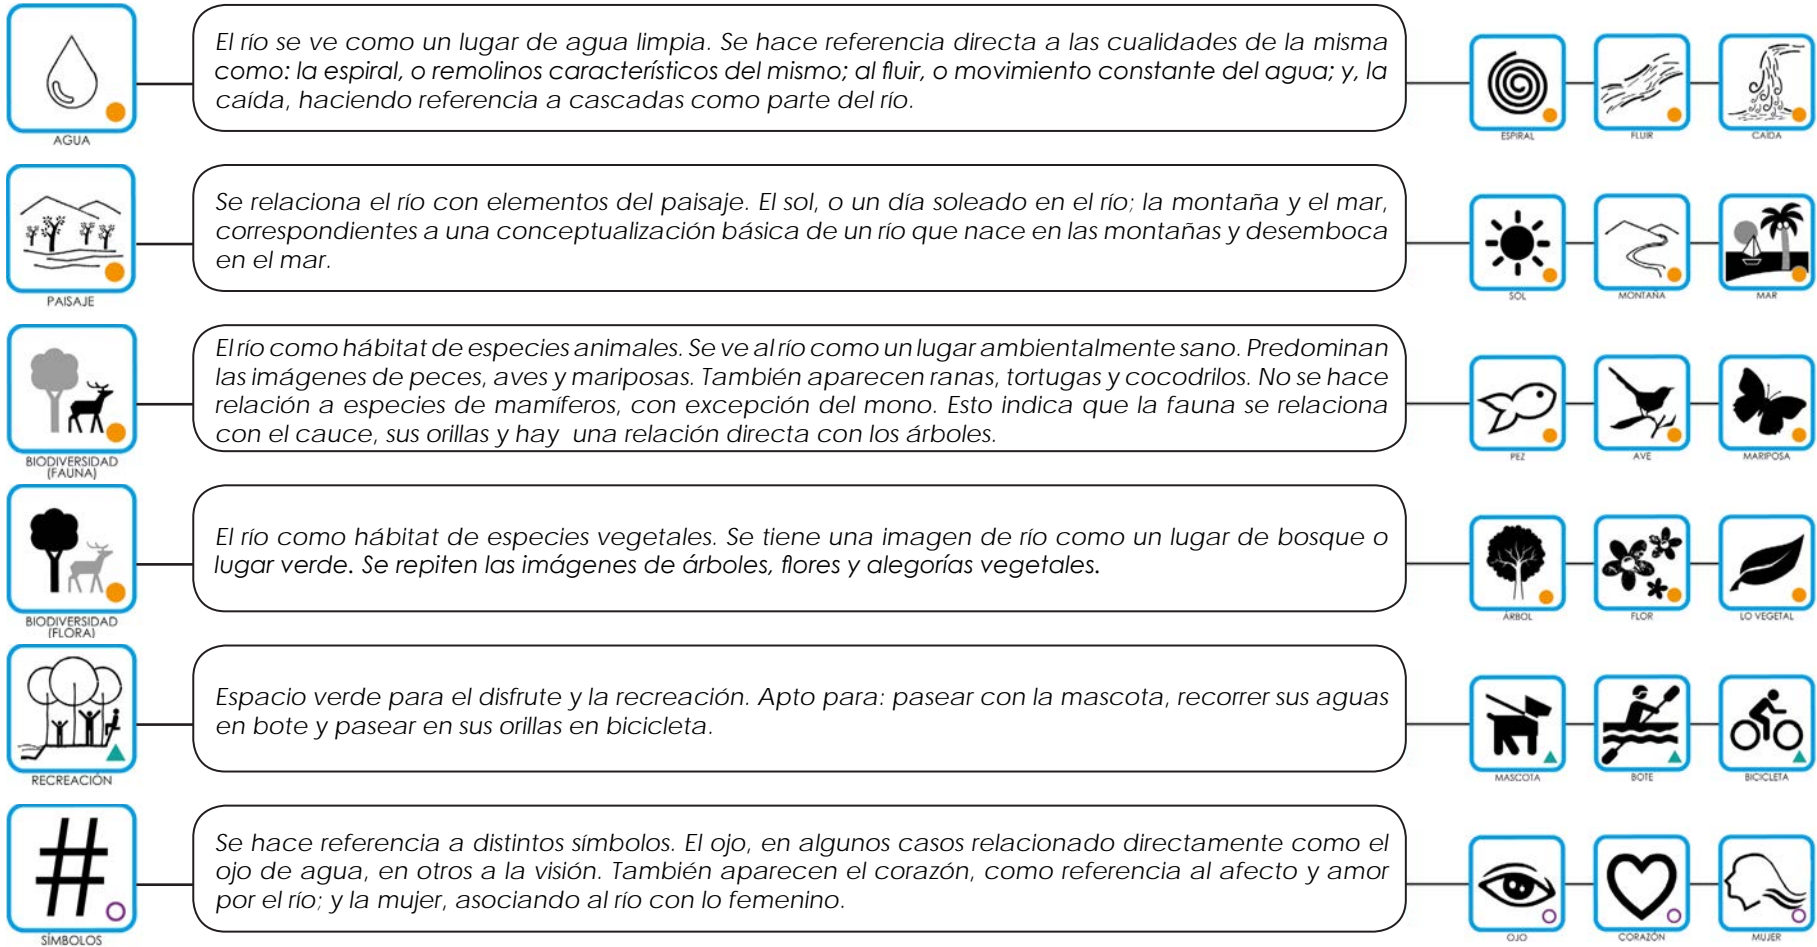 El río se ve como un lugar de agua limpia. Se hace referencia directa a las cualidades de la misma
como: la espiral, o remolinos característicos del mismo; al fluir, o movimiento constante del agua; y, la
caída, haciendo referencia a cascadas como parte del río.
AGUA
ESPIRAL
FLUIR
CAÍDA
Se relaciona el río con elementos del paisaje. El sol, o un día soleado en el río; la montaña y el mar,
correspondientes a una conceptualización básica de un río que nace en las montañas y desemboca
en el mar.
PAISAJE
SOL
MONTAÑA
MAR
El río como hábitat de especies animales. Se ve al río como un lugar ambientalmente sano. Predominan
las imágenes de peces, aves y mariposas. También aparecen ranas, tortugas y cocodrilos. No se hace
relación a especies de mamíferos, con excepción del mono. Esto indica que la fauna se relaciona
con el cauce, sus orillas y hay una relación directa con los árboles.
BIODIVERSIDAD
(FAUNA)
PEZ
AVE
MARIPOSA
El río como hábitat de especies vegetales. Se tiene una imagen de río como un lugar de bosque o
lugar verde. Se repiten las imágenes de árboles, flores y alegorías vegetales.
BIODIVERSIDAD
(FLORA)
ÁRBOL
FLOR
LO VEGETAL
Espacio verde para el disfrute y la recreación. Apto para: pasear con la mascota, recorrer sus aguas
en bote y pasear en sus orillas en bicicleta.
RECREACIÓN
MASCOTA
BOTE
BICICLETA
#
Se hace referencia a distintos símbolos. El ojo, en algunos casos relacionado directamente como el
ojo de agua, en otros a la visión. También aparecen el corazón, como referencia al afecto y amor
por el río; y la mujer, asociando al río con lo femenino.
SÍMBOLOS
OJO
CORAZÓN
MUJER